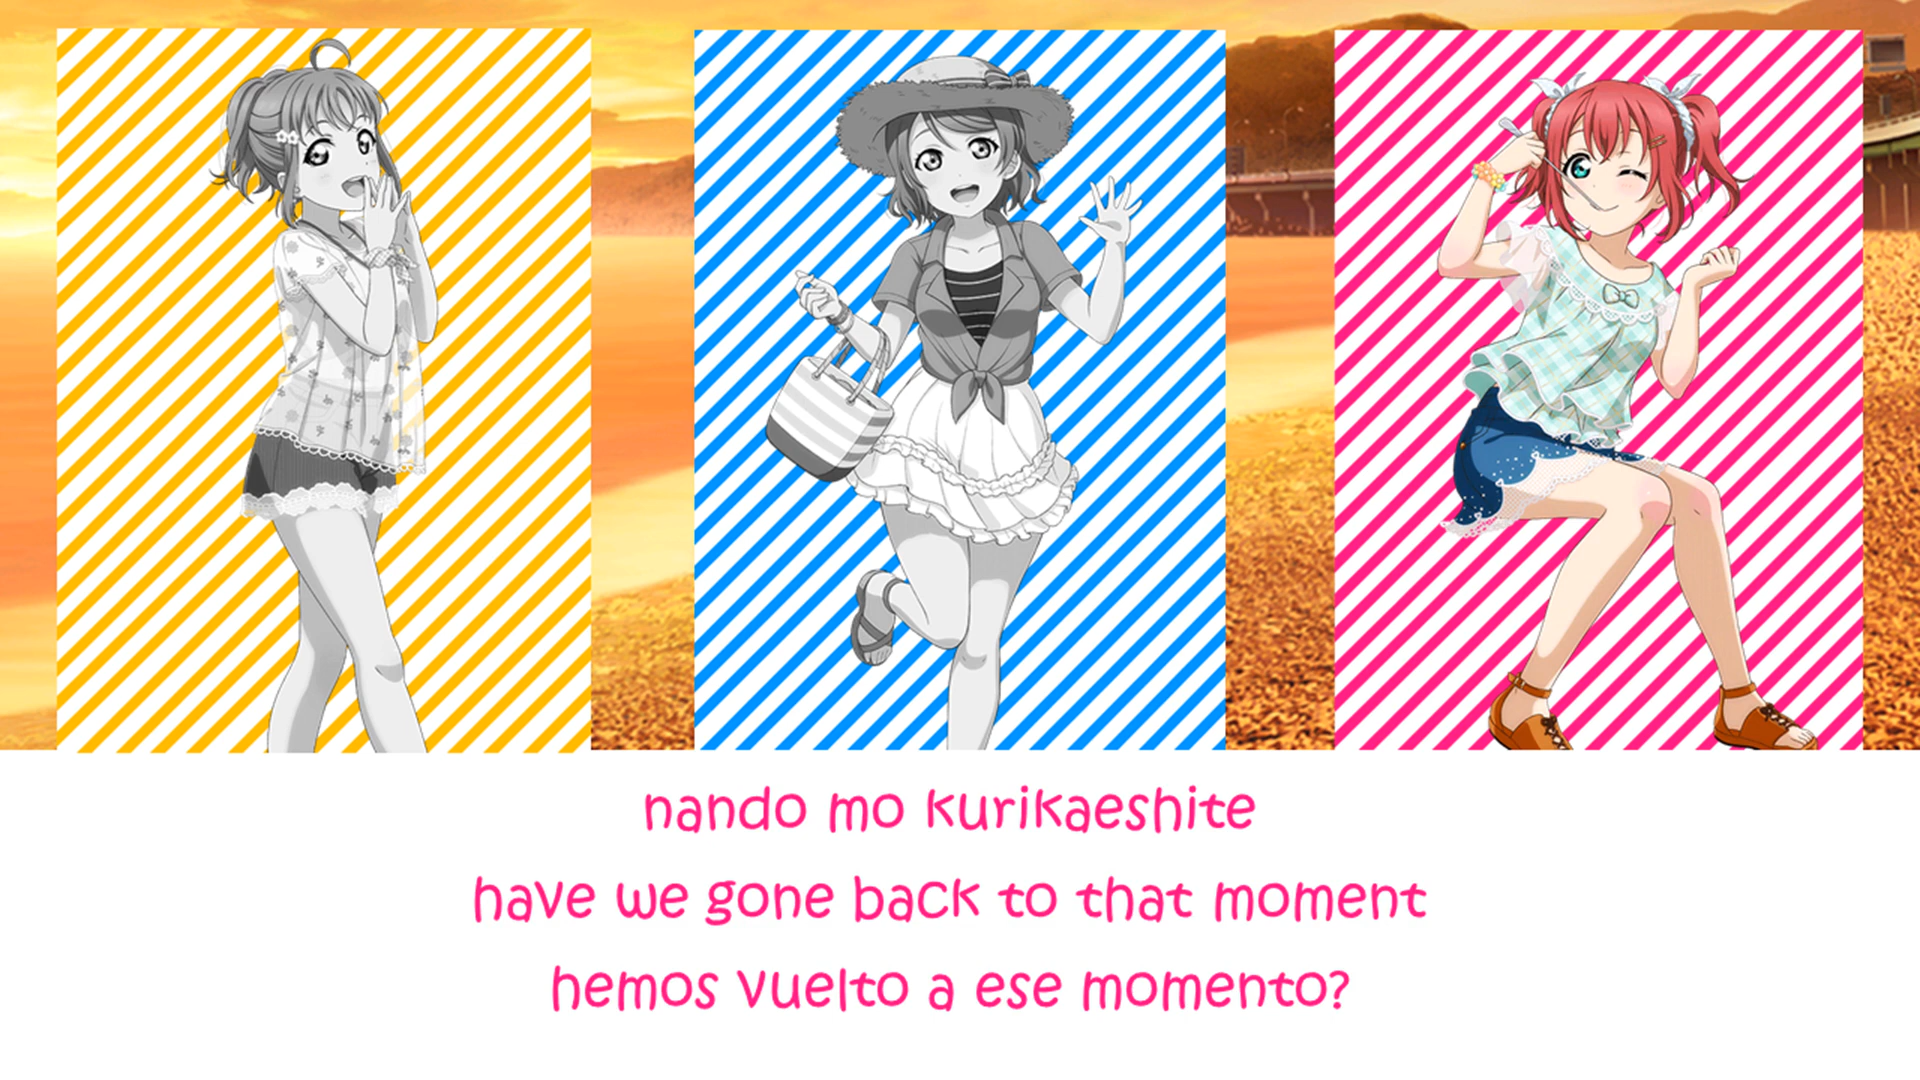 nando mo kurikaeshite
have we gone back to that moment
hemos vuelto a ese momento?